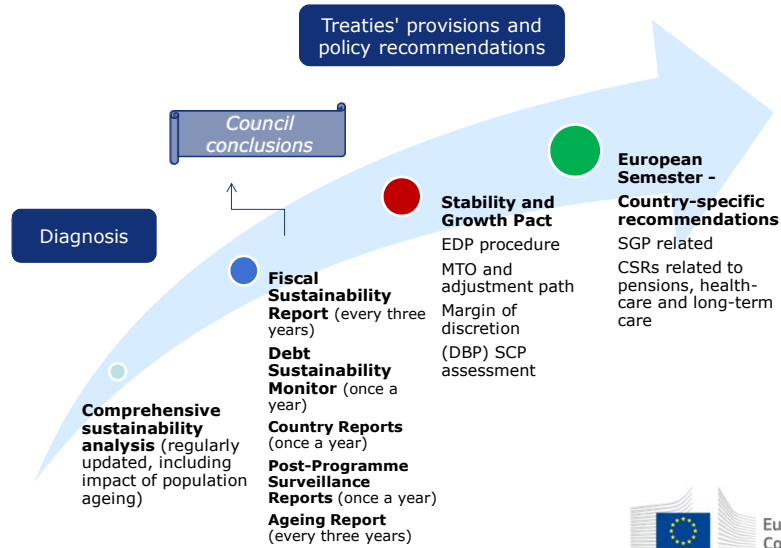 Treaties' provisions and
policy recommendations
Council
conclusions
Diagnosis
Comprehensive
sustainability
analysis (regularly
updated, including
impact of population
ageing)
Fiscal
Sustainability
Report (every three
years)
Debt
Sustainability
Monitor (once a
year)
Country Reports
(once a year)
Post-Programme
Surveillance
Reports (once a year)
Ageing Report
(every three years)
Stability and
Growth Pact
EDP procedure
MTO and
adjustment path
Margin of
discretion
(DBP) SCP
assessment
European
Semester -
Country-specific
recommendations
SGP related
CSRs related to
pensions, health-
care and long-term
care